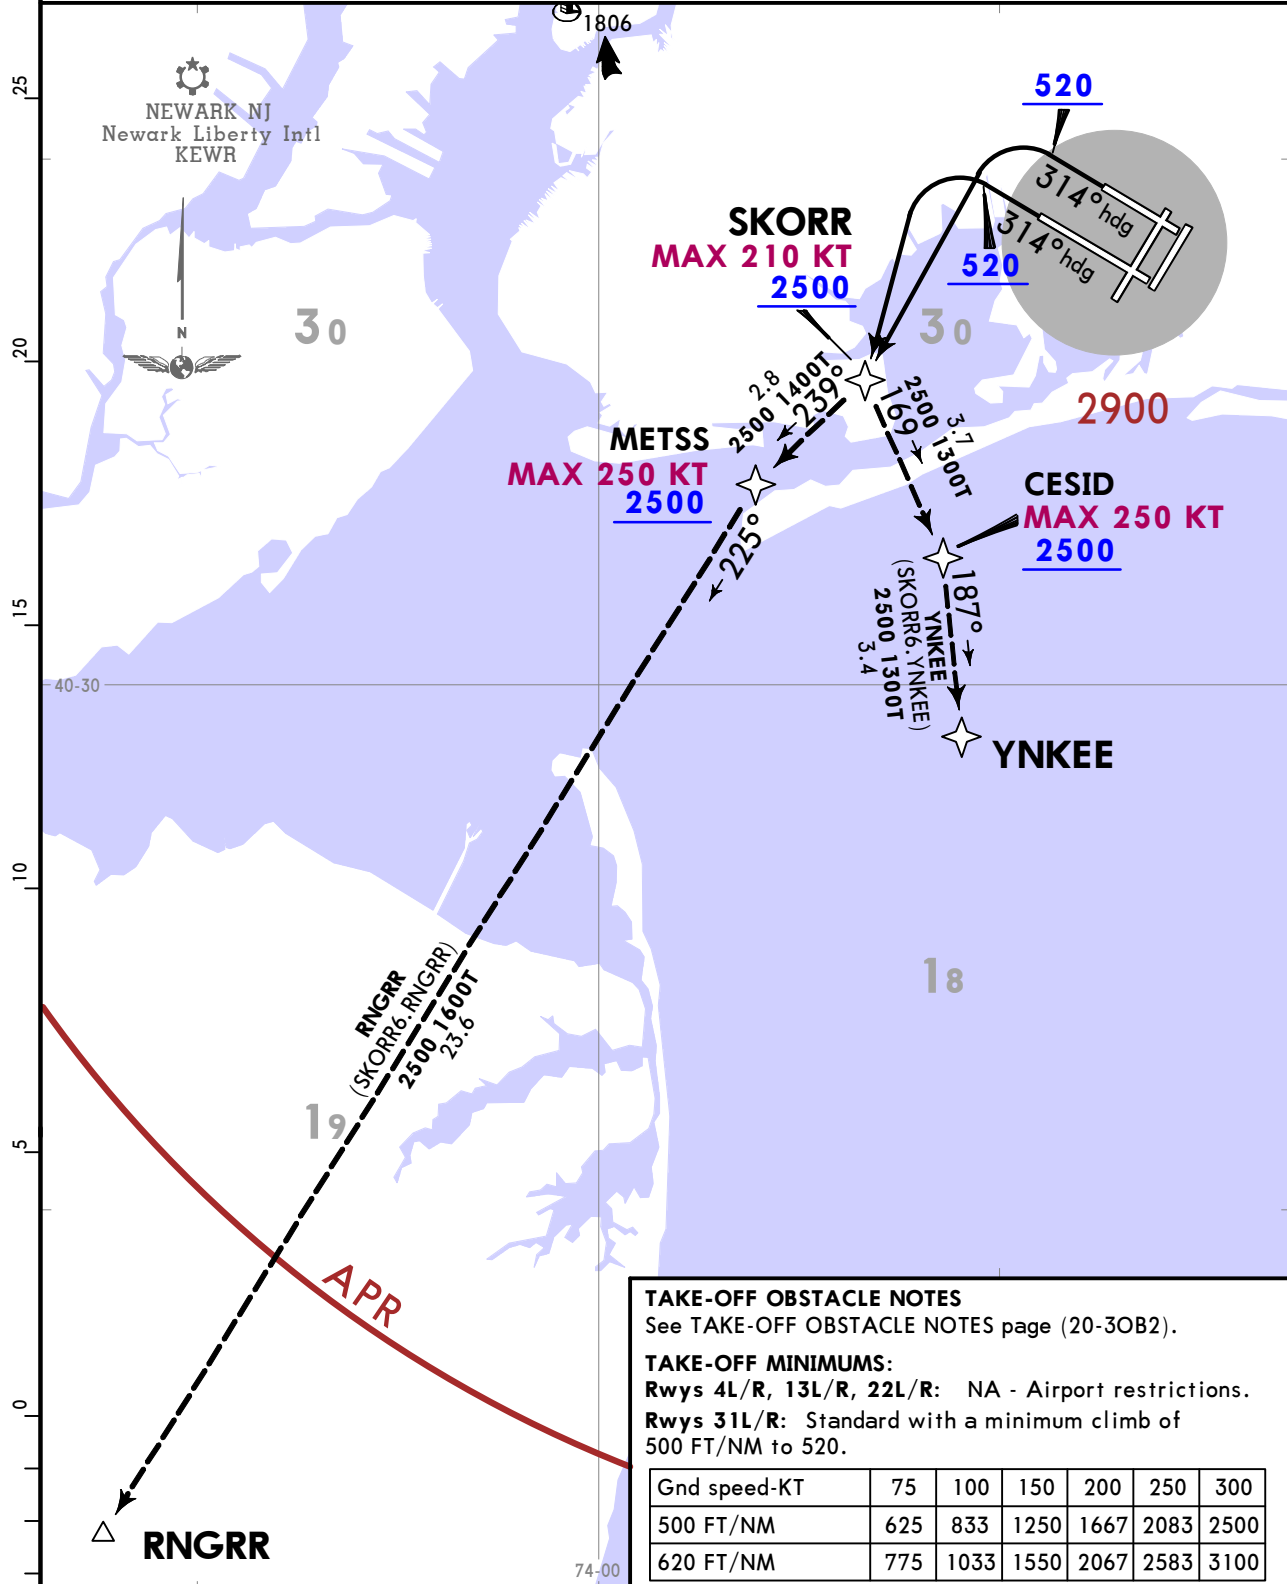 1806
25
NEWARK NJ
Newark Liberty Intl
KEWR
N
520
314°hdg
314°hdg
520
SKORR
MAX 210 KT
2500
30
30
20
2.8
2500 1400T
239°
169
2500 1300T
3.7
2900
METSS
MAX 250 KT
2500
225°
CESID
MAX 250 KT
2500
187°
YNKEE
(SKORR6.YNKEE)
2500 1300T
3.4
15
40-30
YNKEE
10
RNGRR
(SKORR6.RNGRR)
2500 1600T
23.6
18
19
5
APR
0
RNGRR
74-00
TAKE-OFF OBSTACLE NOTES
See TAKE-OFF OBSTACLE NOTES page (20-3OB2).
TAKE-OFF MINIMUMS:
Rwys 4L/R, 13L/R, 22L/R: NA - Airport restrictions.
Rwys 31L/R: Standard with a minimum climb of
500 FT/NM to 520.
Gnd speed-KT 75 100 150 200 250 300
500 FT/NM 625 833 1250 1667 2083 2500
620 FT/NM 775 1033 1550 2067 2583 3100